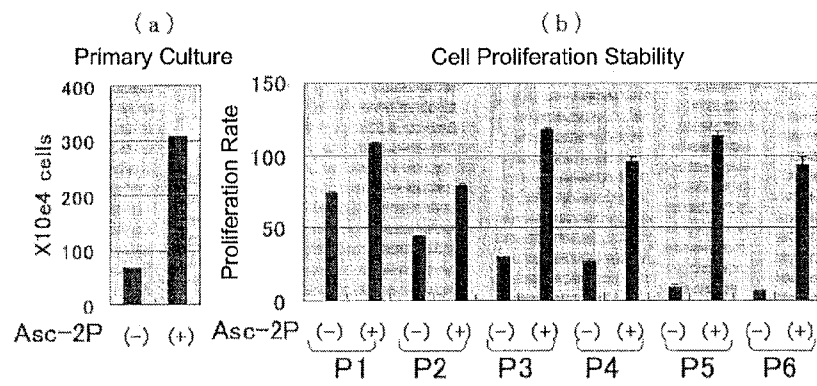 (a)
Primary Culture
400
300
200
100
0
X10e4 cells
Asc-2P (-) (+)
(b)
Cell Proliferation Stability
150
100
50
0
Proliferation Rate
Asc-2P (-) (+) (-) (+) (-) (+) (-) (+) (-) (+) (-) (+)
P1 P2 P3 P4 P5 P6